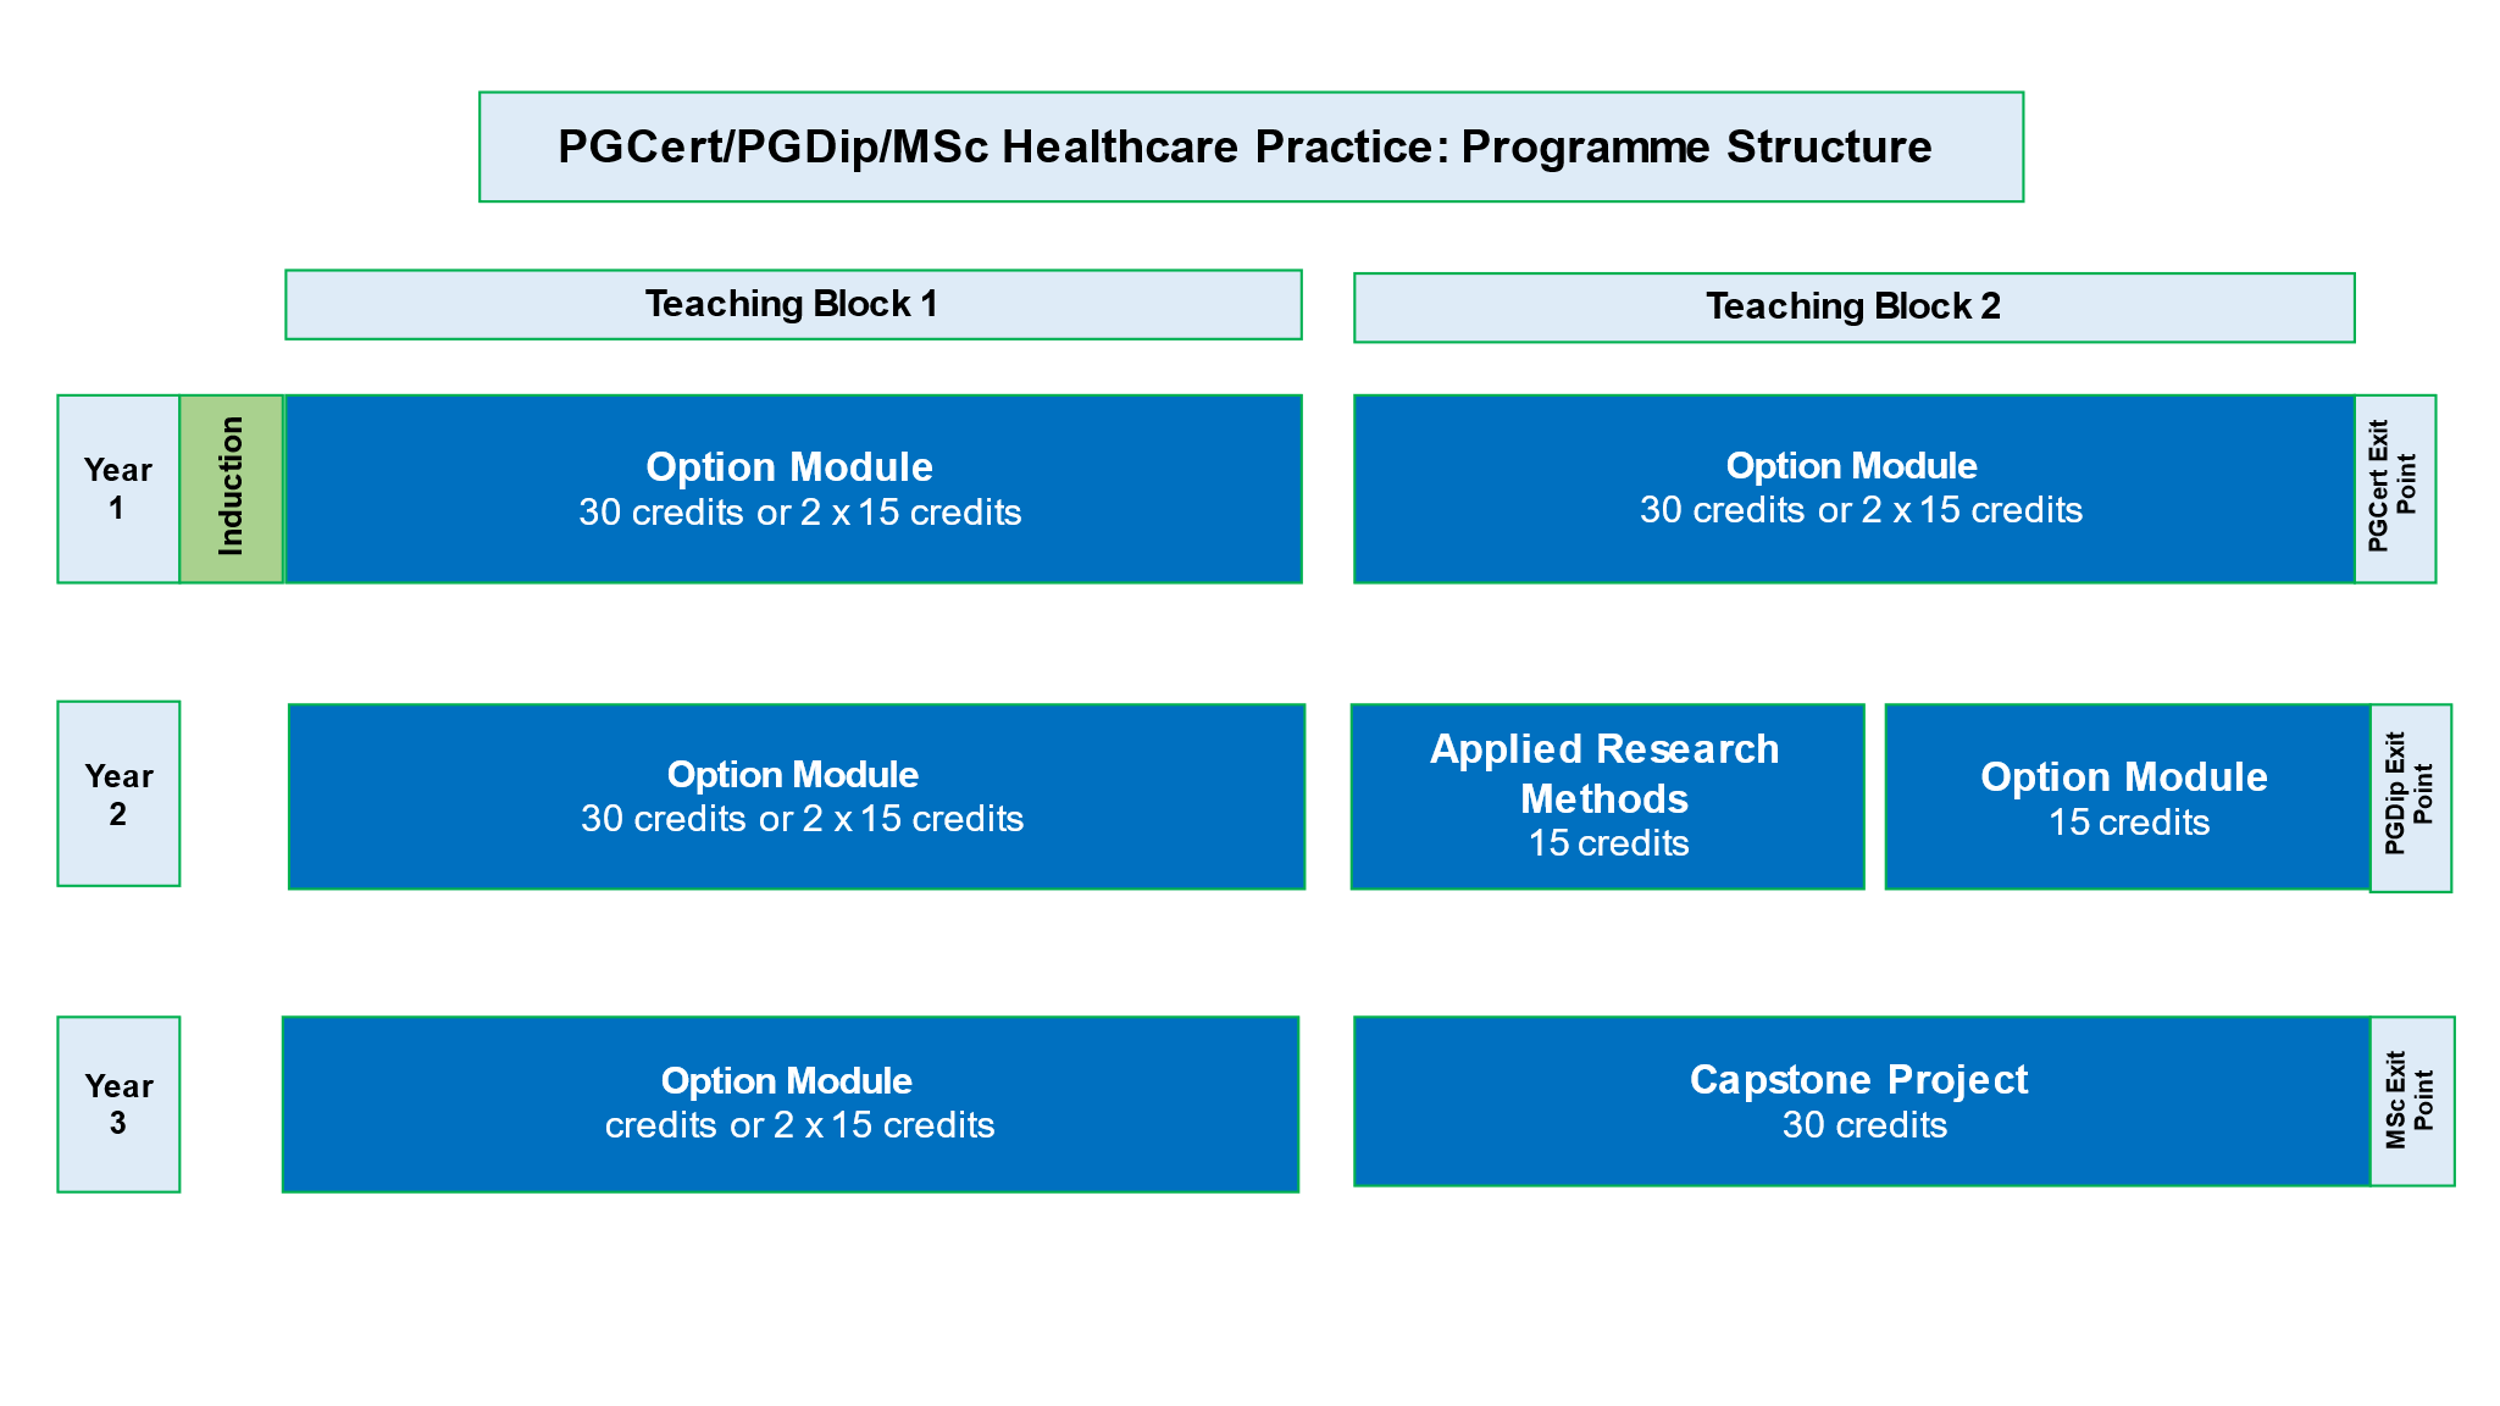 PGCert/PGDip/MSc Healthcare Practice: Programme Structure
Teaching Block 1
Teaching Block 2
Year
1
Induction
Option Module
30 credits or 2 x 15 credits
Option Module
30 credits or 2 x 15 credits
PGCert Exit
Point
Year
2
Option Module
30 credits or 2 x 15 credits
Applied Research
Methods
15 credits
Option Module
15 credits
PGDip Exit
Point
Year
3
Option Module
credits or 2 x 15 credits
Capstone Project
30 credits
MSc Exit
Point